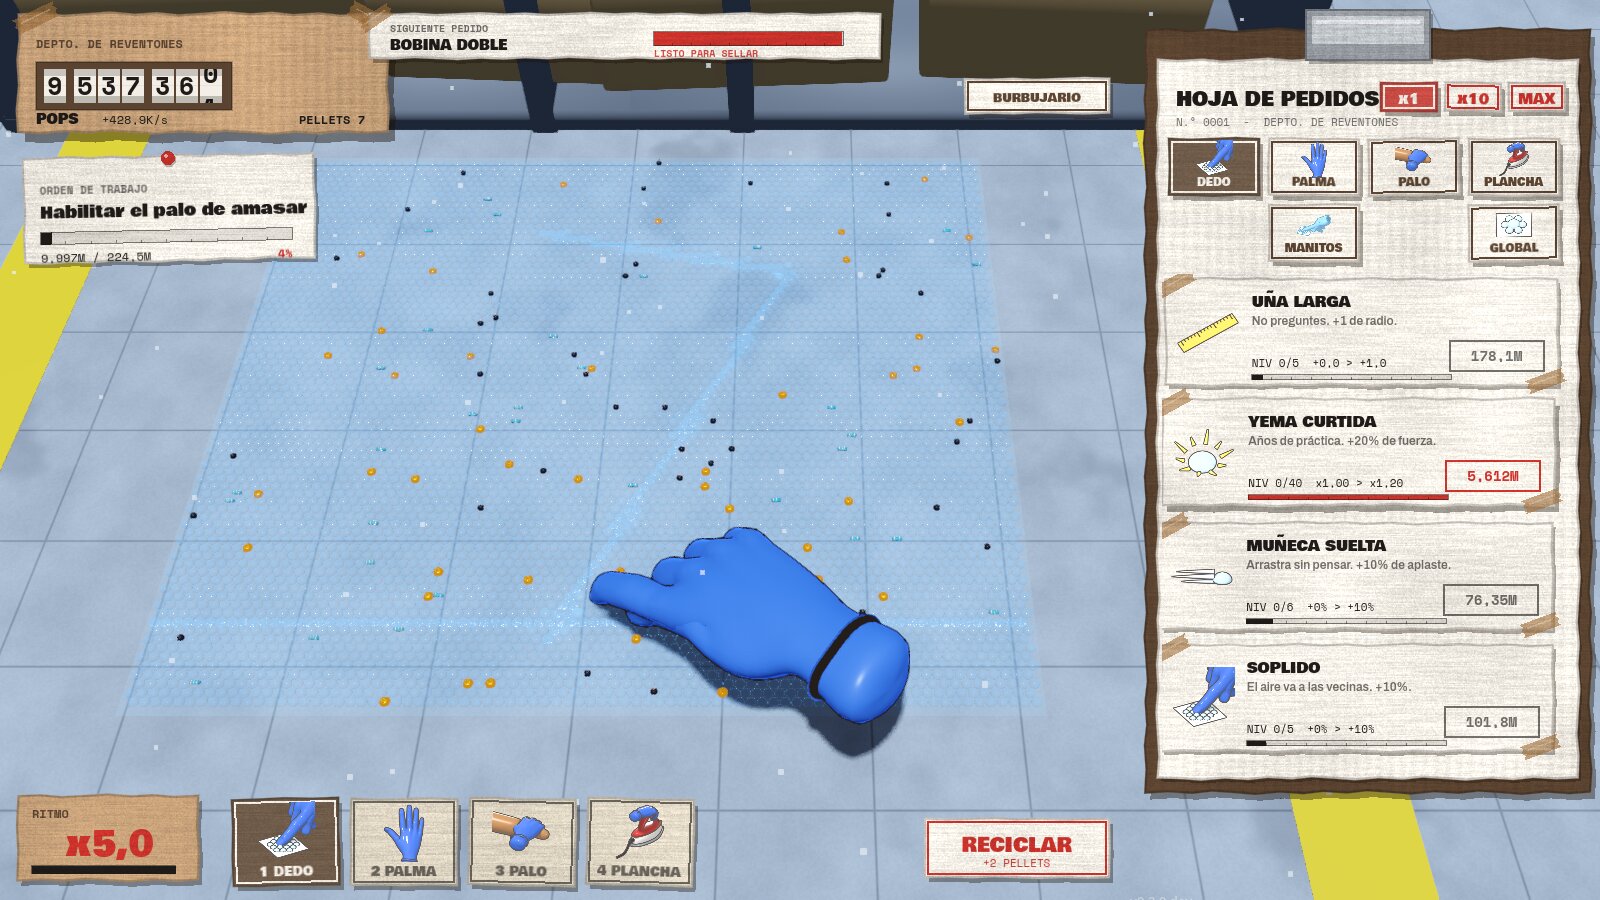 DEPTO. DE REVENTONES
9 537 36
POPS +428,9K/s PELLETS 7
SIGUIENTE PEDIDO
BOBINA DOBLE
LISTO PARA SELLAR
BURBUJARIO
ORDEN DE TRABAJO
Habilitar el palo de amasar
9,997M / 224,5M 4%
HOJA DE PEDIDOS x1 x10 MAX
N.° 0001 - DEPTO. DE REVENTONES
DEDO PALMA PALO PLANCHA
MANITOS GLOBAL
UÑA LARGA
No preguntes. +1 de radio.
NIV 0/5 +0,0 > +1,0 178,1M
YEMA CURTIDA
Años de práctica. +20% de fuerza.
NIV 0/40 x1,00 > x1,20 5,612M
MUÑECA SUELTA
Arrastra sin pensar. +10% de aplaste.
NIV 0/6 +0% > +10% 76,35M
SOPLIDO
El aire va a las vecinas. +10%.
NIV 0/5 +0% > +10% 101,8M
RITMO
x5,0
1 DEDO 2 PALMA 3 PALO 4 PLANCHA
RECICLAR
+2 PELLETS